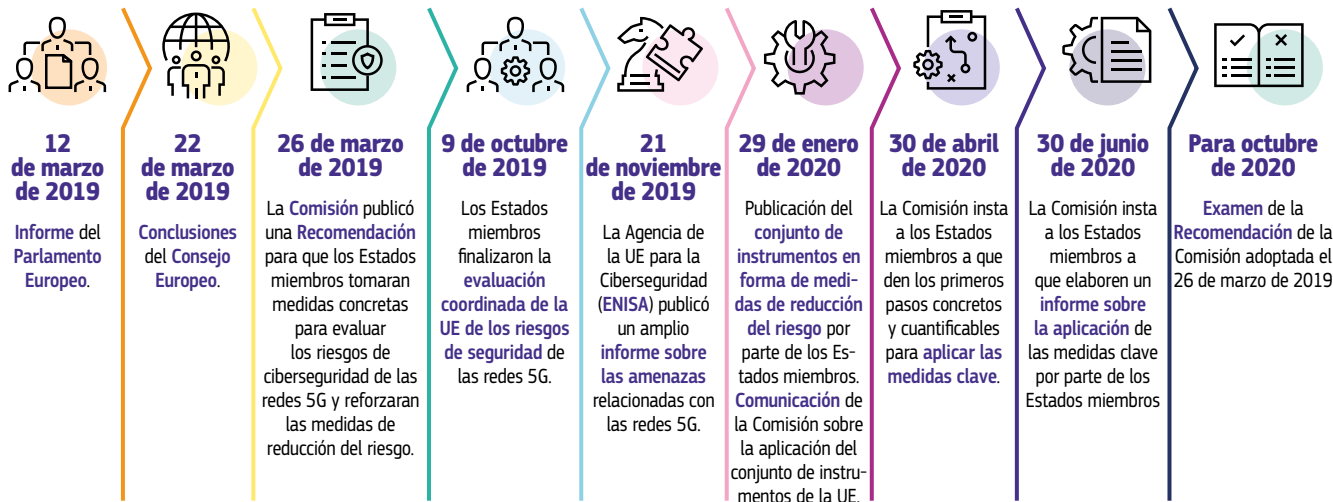 12
de marzo
de 2019
Informe del
Parlamento
Europeo.
22
de marzo
de 2019
Conclusiones
del Consejo
Europeo.
26 de marzo
de 2019
La Comisión publicó
una Recomendación
para que los Estados
miembros tomaran
medidas concretas
para evaluar
los riesgos de
ciberseguridad de las
redes 5G y reforzaran
las medidas de
reducción del riesgo.
9 de octubre
de 2019
Los Estados
miembros
finalizaron la
evaluación
coordinada de la
UE de los riesgos
de seguridad de
las redes 5G.
21
de noviembre
de 2019
La Agencia de
la UE para la
Ciberseguridad
(ENISA) publicó
un amplio
informe sobre
las amenazas
relacionadas con
las redes 5G.
29 de enero
de 2020
Publicación del
conjunto de
instrumentos en
forma de medi-
das de reducción
del riesgo por
parte de los Es-
tados miembros.
Comunicación de
la Comisión sobre
la aplicación del
conjunto de instru-
mentos de la UE.
30 de abril
de 2020
La Comisión insta
a los Estados
miembros a que
den los primeros
pasos concretos
y cuantificables
para aplicar las
medidas clave.
30 de junio
de 2020
La Comisión insta
a los Estados
miembros a
que elaboren un
informe sobre
la aplicación de
las medidas clave
por parte de los
Estados miembros
Para octubre
de 2020
Examen de la
Recomendación de la
Comisión adoptada el
26 de marzo de 2019